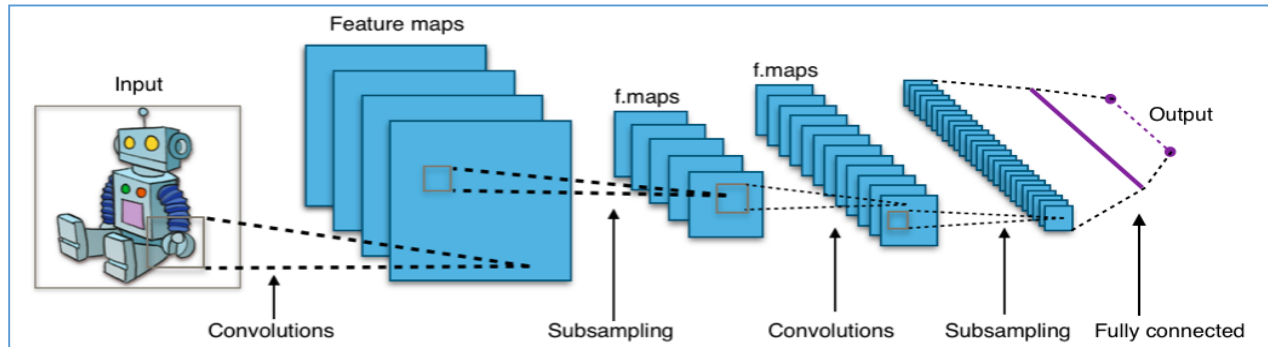 Feature maps
Input
f.maps
f.maps
Output
Convolutions
Subsampling
Convolutions
Subsampling
Fully connected